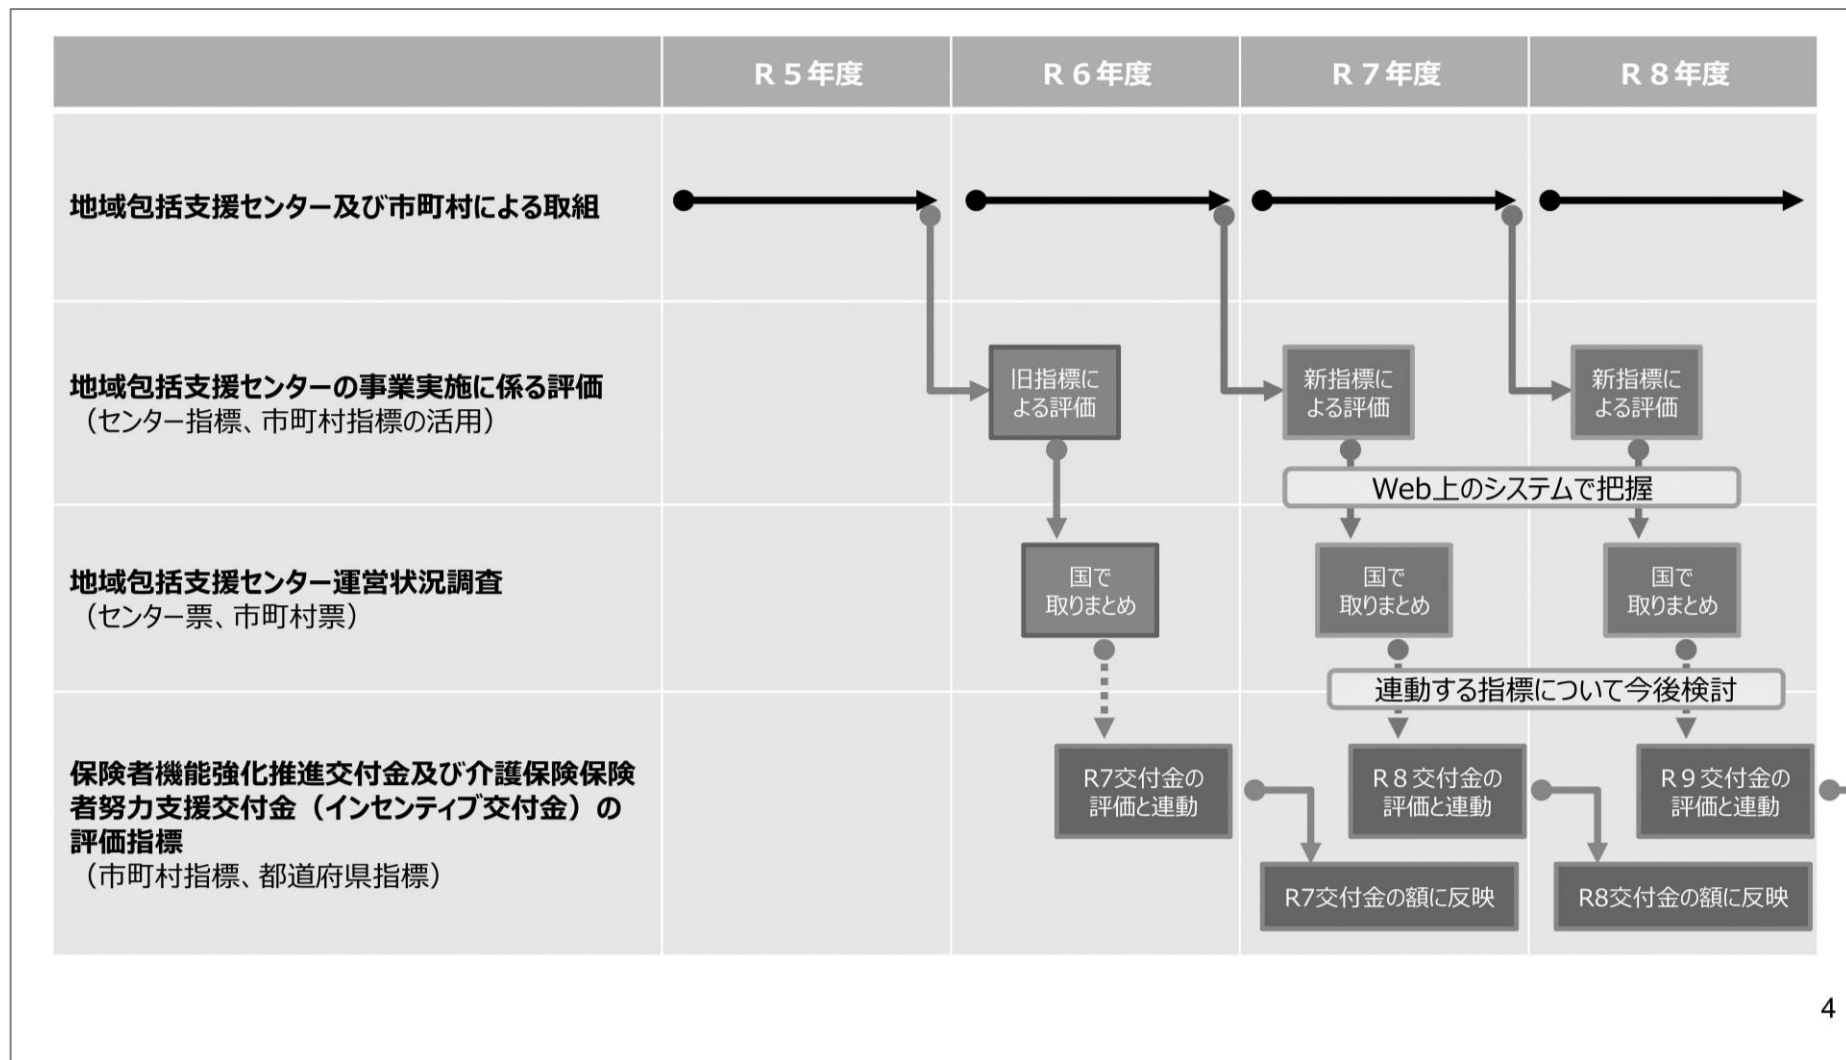 R５年度
R６年度
R７年度
R８年度
地域包括支援センター及び市町村による取組
地域包括支援センターの事業実施に係る評価
（センター指標、市町村指標の活用）
旧指標に
よる評価
新指標に
よる評価
新指標に
よる評価
Web上のシステムで把握
地域包括支援センター運営状況調査
（センター票、市町村票）
国で
取りまとめ
国で
取りまとめ
国で
取りまとめ
連動する指標について今後検討
保険者機能強化推進交付金及び介護保険保険
者努力支援交付金（インセンティブ交付金）の
評価指標
（市町村指標、都道府県指標）
R7交付金の
評価と連動
R８交付金の
評価と連動
R９交付金の
評価と連動
R7交付金の額に反映
R8交付金の額に反映
4